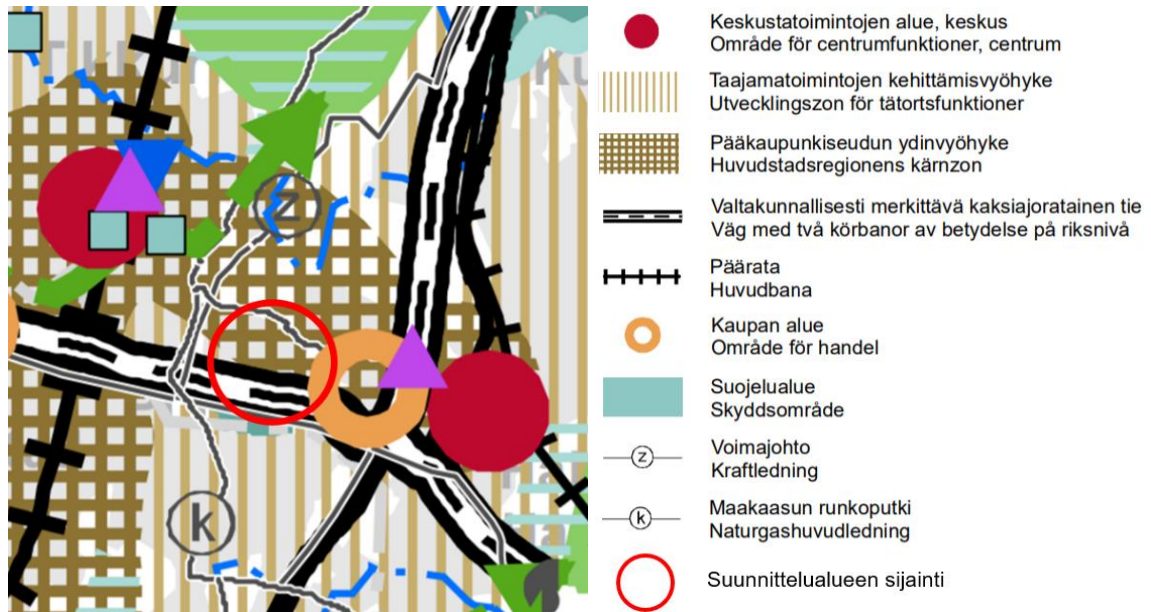 z
k
Keskustatoimintojen alue, keskus
Område för centrumfunktioner, centrum
Taajamatoimintojen kehittämisvyöhyke
Utvecklingszon för tätortsfunktioner
Pääkaupunkiseudun ydinvyöhyke
Huvudstadsregionens kärnzon
Valtakunnallisesti merkittävä kaksiajoratainen tie
Väg med två körbanor av betydelse på riksnivå
Päärata
Huvudbana
Kaupan alue
Område för handel
Suojelualue
Skyddsområde
z
Voimajohto
Kraftledning
k
Maakaasun runkoputki
Naturgashuvudledning
Suunnittelualueen sijainti